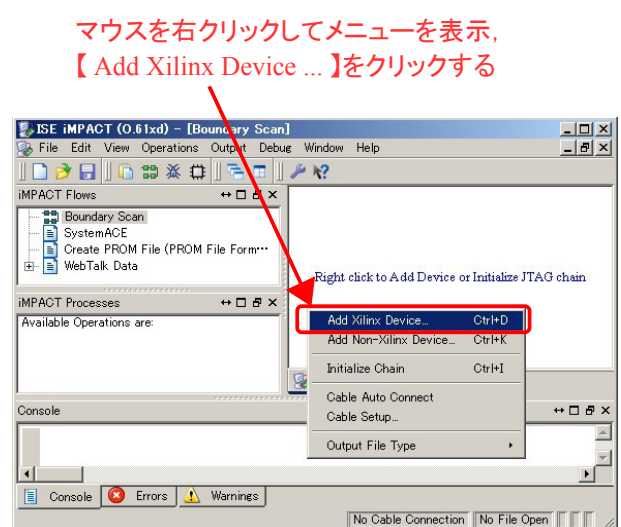 マウスを右クリックしてメニューを表示，
【 Add Xilinx Device ... 】をクリックする
ISE iMPACT (0.61xd) - [Boundary Scan]
File Edit View Operations Output Debug Window Help
iMPACT Flows
Boundary Scan
SystemACE
Create PROM File (PROM File Form…
WebTalk Data
Right click to Add Device or Initialize JTAG chain
iMPACT Processes
Available Operations are:
Add Xilinx Device... Ctrl+D
Add Non-Xilinx Device... Ctrl+K
Initialize Chain Ctrl+I
Cable Auto Connect
Cable Setup...
Output File Type
Console
Console Errors Warnings
No Cable Connection No File Open